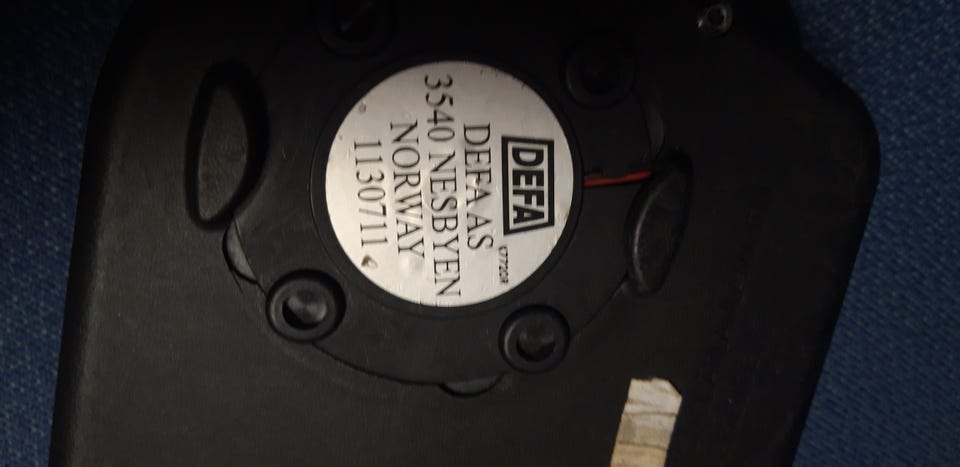 DEFA
DEFA AS
3540 NESBYEN
NORWAY
1130711